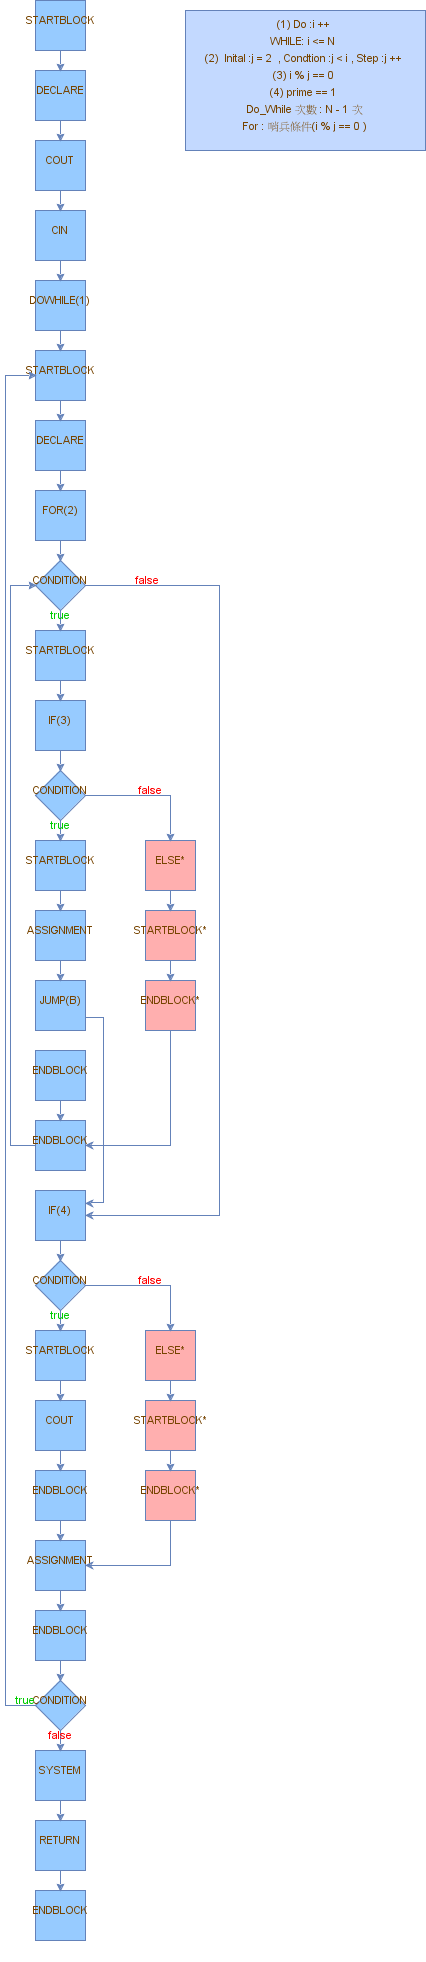 STARTBLOCK
(1) Do :i ++
WHILE: i <= N
(2) Inital :j = 2 , Condtion :j < i , Step :j ++
(3) i % j == 0
(4) prime == 1
Do_While 次數 : N - 1 次
For : 哨兵條件(i % j == 0 )
DECLARE
COUT
CIN
DOWHILE(1)
STARTBLOCK
DECLARE
FOR(2)
CONDITION
false
true
STARTBLOCK
IF(3)
CONDITION
false
true
STARTBLOCK
ELSE*
ASSIGNMENT
STARTBLOCK*
JUMP(B)
ENDBLOCK*
ENDBLOCK
ENDBLOCK
IF(4)
CONDITION
false
true
STARTBLOCK
ELSE*
COUT
STARTBLOCK*
ENDBLOCK
ENDBLOCK*
ASSIGNMENT
ENDBLOCK
true
CONDITION
false
SYSTEM
RETURN
ENDBLOCK